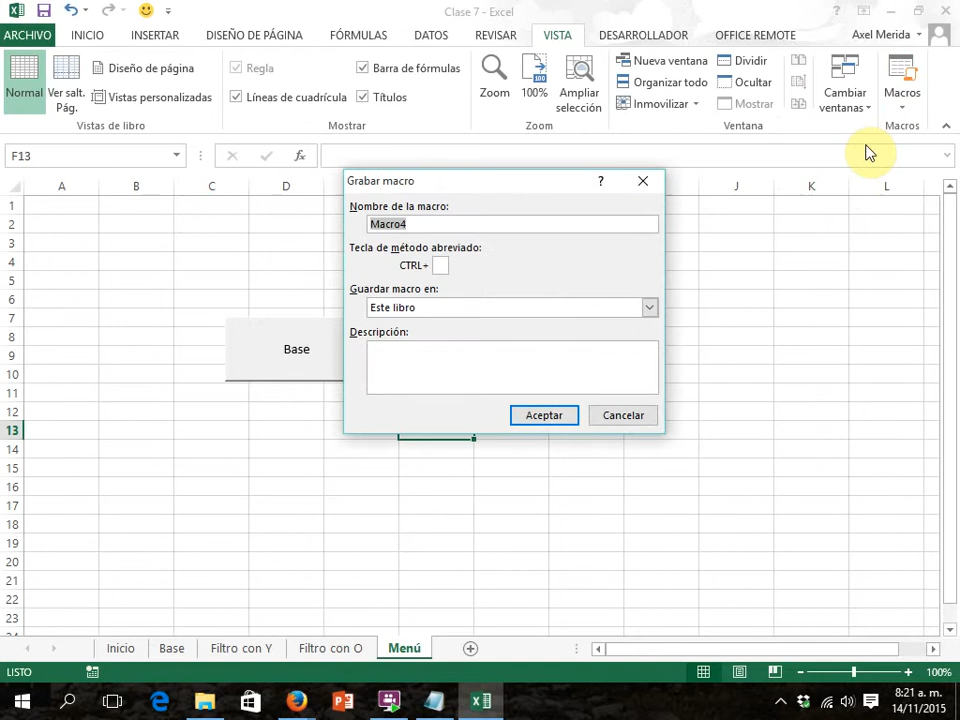 Clase 7 - Excel
ARCHIVO INICIO INSERTAR DISEÑO DE PÁGINA FÓRMULAS DATOS REVISAR VISTA DESARROLLADOR OFFICE REMOTE Axel Merida
Normal
Ver salt. Pág.
Diseño de página
Vistas personalizadas
Vistas de libro
Regla
Barra de fórmulas
Líneas de cuadrícula
Títulos
Mostrar
Zoom
100%
Ampliar selección
Zoom
Nueva ventana
Organizar todo
Inmovilizar
Dividir
Ocultar
Mostrar
Cambiar ventanas
Ventana
Macros
Macros
F13
fx
A B C D J K L
1
2
3
4
5
6
7
8
9
10
11
12
13
14
15
16
17
18
19
20
21
22
23
24
Base
Grabar macro ?
Nombre de la macro:
Macro4
Tecla de método abreviado:
CTRL+
Guardar macro en:
Este libro
Descripción:
Aceptar Cancelar
Inicio Base Filtro con Y Filtro con O Menú
LISTO 100%
8:21 a. m.
14/11/2015